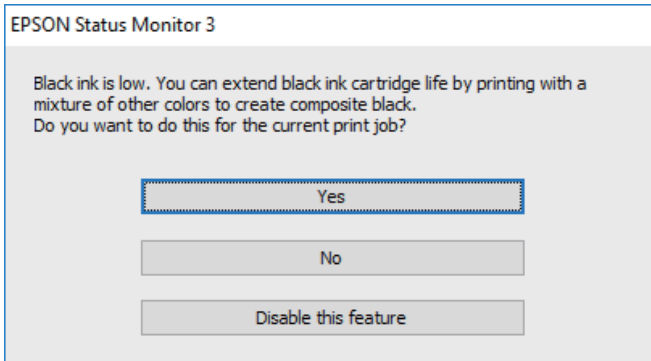 EPSON Status Monitor 3
Black ink is low. You can extend black ink cartridge life by printing with a
mixture of other colors to create composite black.
Do you want to do this for the current print job?
Yes
No
Disable this feature